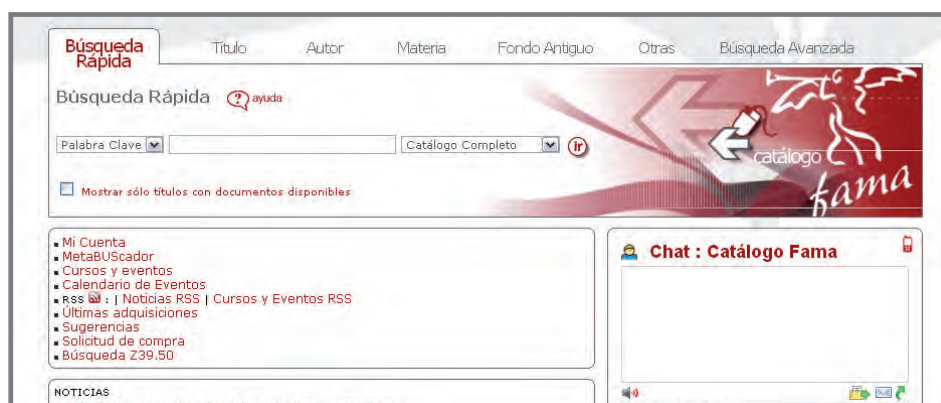 Búsqueda Rápida
Título
Autor
Materia
Fondo Antiguo
Otras
Búsqueda Avanzada
Búsqueda Rápida
ayuda
Palabra Clave
Catálogo Completo
ir
Mostrar sólo títulos con documentos disponibles
catálogo
fama
Mi Cuenta
MetaBUScador
Cursos y eventos
Calendario de Eventos
RSS : | Noticias RSS | Cursos y Eventos RSS
Últimas adquisiciones
Sugerencias
Solicitud de compra
Búsqueda Z39.50
Chat : Catálogo Fama
NOTICIAS